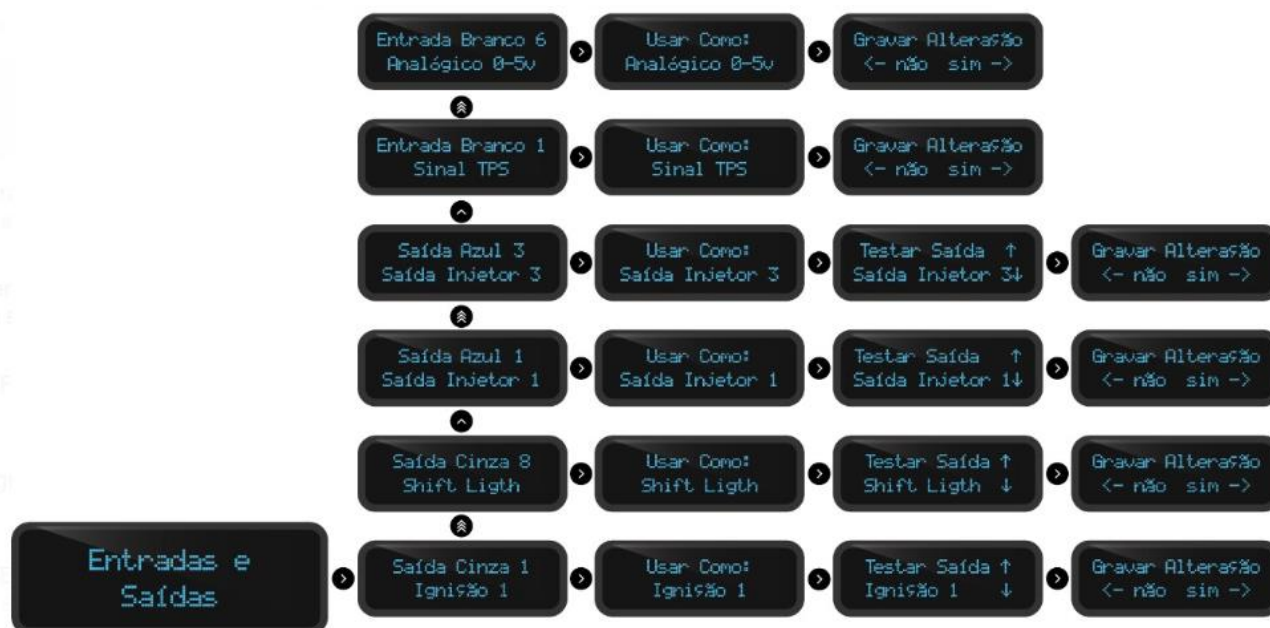 Entrada Branco 6
Analógico 0-5v
Usar Como:
Analógico 0-5v
Gravar Alteração
<- não sim ->
Entrada Branco 1
Sinal TPS
Usar Como:
Sinal TPS
Gravar Alteração
<- não sim ->
Saída Azul 3
Saída Injetor 3
Usar Como:
Saída Injetor 3
Testar Saída ↑
Saída Injetor 3↓
Gravar Alteração
<- não sim ->
Saída Azul 1
Saída Injetor 1
Usar Como:
Saída Injetor 1
Testar Saída ↑
Saída Injetor 1↓
Gravar Alteração
<- não sim ->
Saída Cinza 8
Shift Ligth
Usar Como:
Shift Ligth
Testar Saída ↑
Shift Ligth ↓
Gravar Alteração
<- não sim ->
Entradas e
Saídas
Saída Cinza 1
Ignição 1
Usar Como:
Ignição 1
Testar Saída ↑
Ignição 1 ↓
Gravar Alteração
<- não sim ->